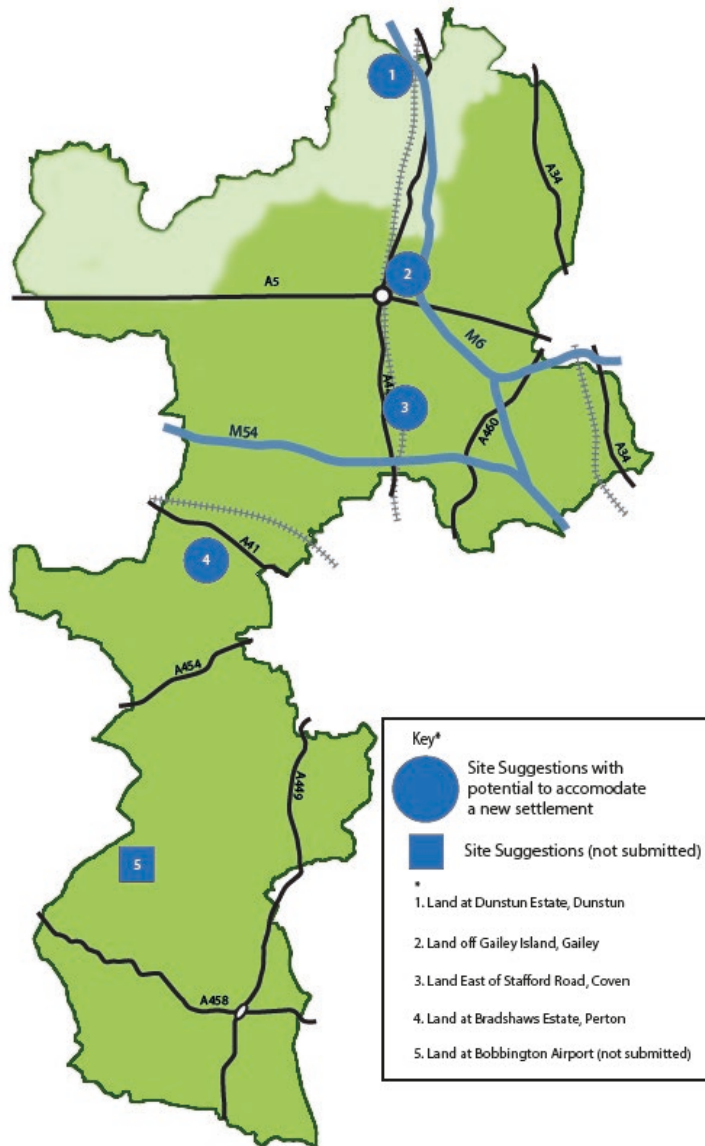 1
A34
2
A5
M6
3
A460
A34
M54
A41
4
A454
A449
5
A458
Key*
Site Suggestions with
potential to accomodate
a new settlement
Site Suggestions (not submitted)
*
1. Land at Dunstun Estate, Dunstun
2. Land off Gailey Island, Gailey
3. Land East of Stafford Road, Coven
4. Land at Bradshaws Estate, Perton
5. Land at Bobbington Airport (not submitted)